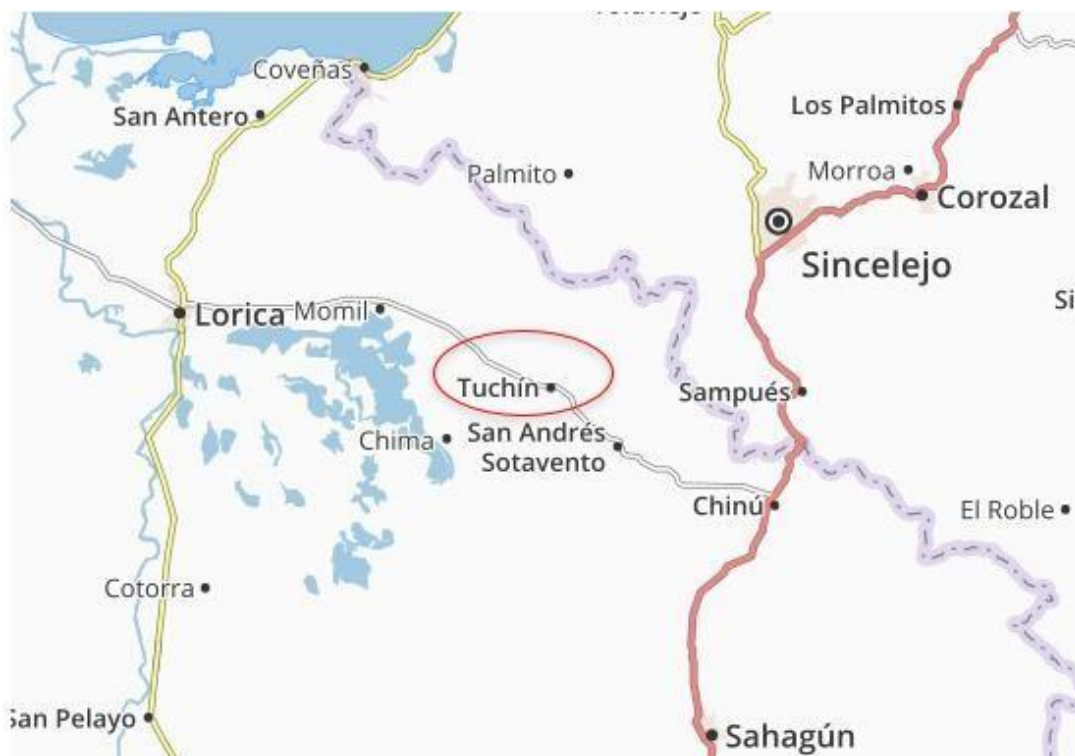 Coveñas
San Antero
Los Palmitos
Palmito
Morroa
Corozal
Sincelejo
Lorica
Momil
Tuchín
Sampués
Chima
San Andrés
Sotavento
Chinú
El Roble
Cotorra
San Pelayo
Sahagún